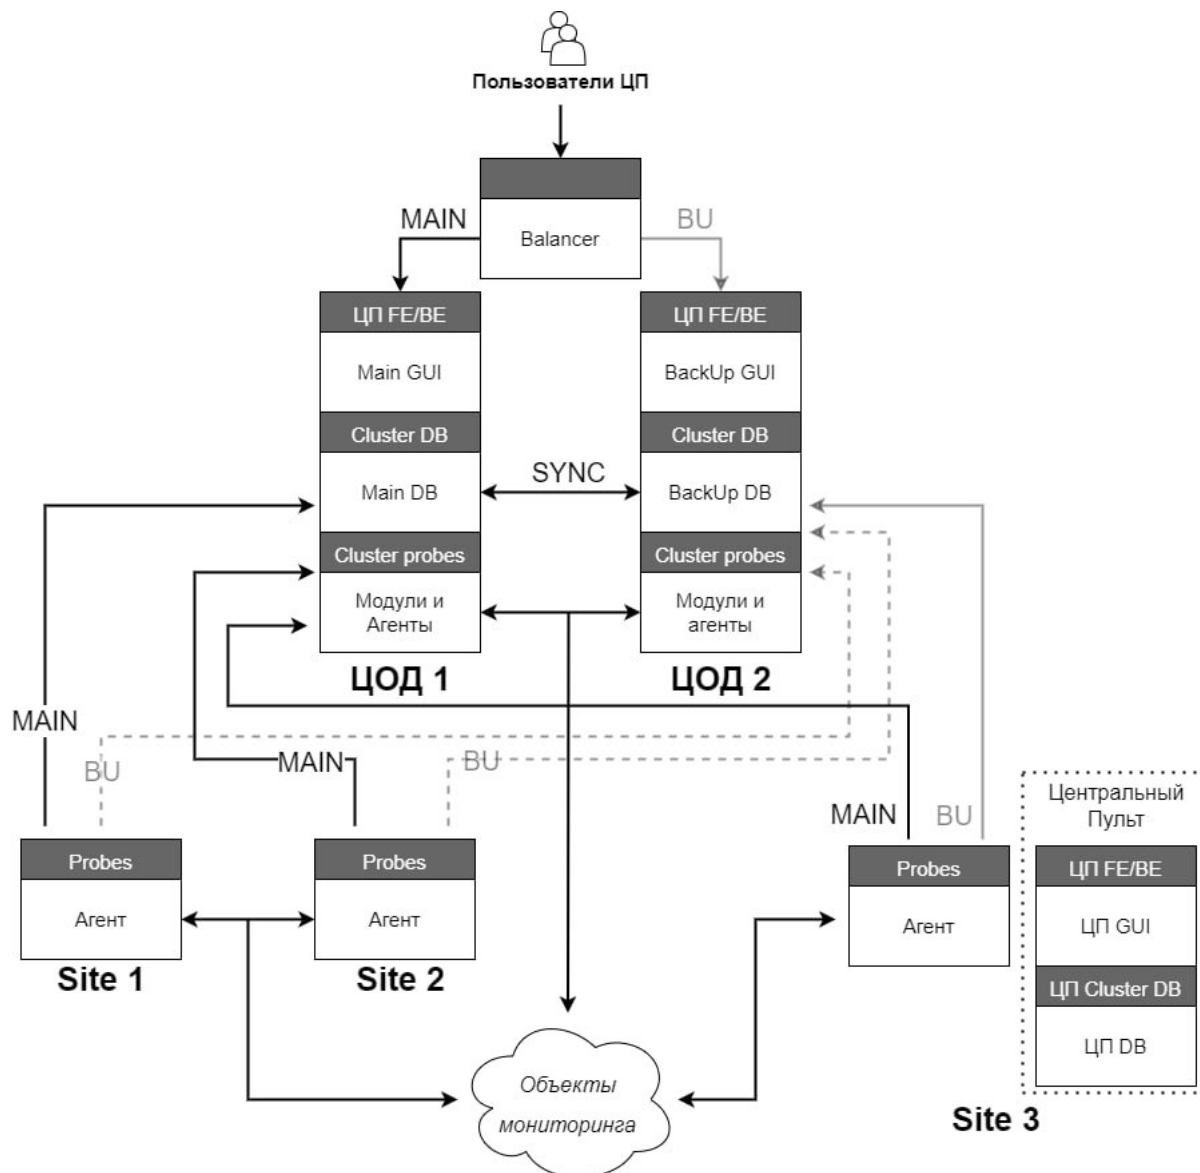 Пользователи ЦП
MAIN
BU
Balancer
ЦП FE/BE
ЦП FE/BE
Main GUI
BackUp GUI
Cluster DB
Cluster DB
SYNC
Main DB
BackUp DB
Cluster probes
Cluster probes
Модули и
Агенты
Модули и
агенты
ЦОД 1
ЦОД 2
MAIN
BU
MAIN
BU
MAIN
BU
Центральный
Пульт
Probes
Probes
Probes
ЦП FE/BE
Агент
Агент
Агент
ЦП GUI
Site 1
Site 2
ЦП Cluster DB
ЦП DB
Объекты
мониторинга
Site 3